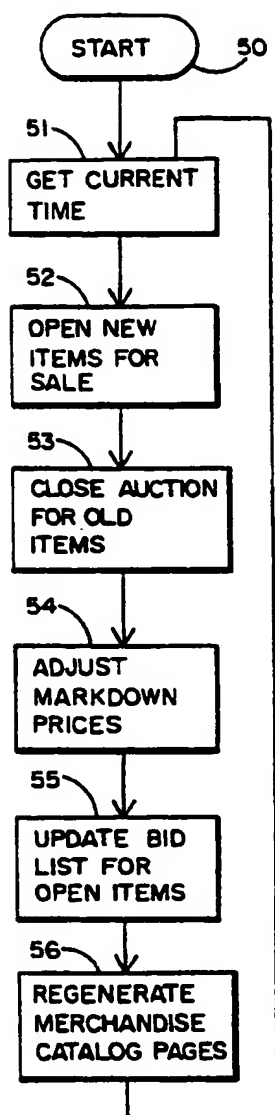 START
50
51
GET CURRENT
TIME
52
OPEN NEW
ITEMS FOR
SALE
53
CLOSE AUCTION
FOR OLD
ITEMS
54
ADJUST
MARKDOWN
PRICES
55
UPDATE BID
LIST FOR
OPEN ITEMS
56
REGENERATE
MERCHANDISE
CATALOG PAGES